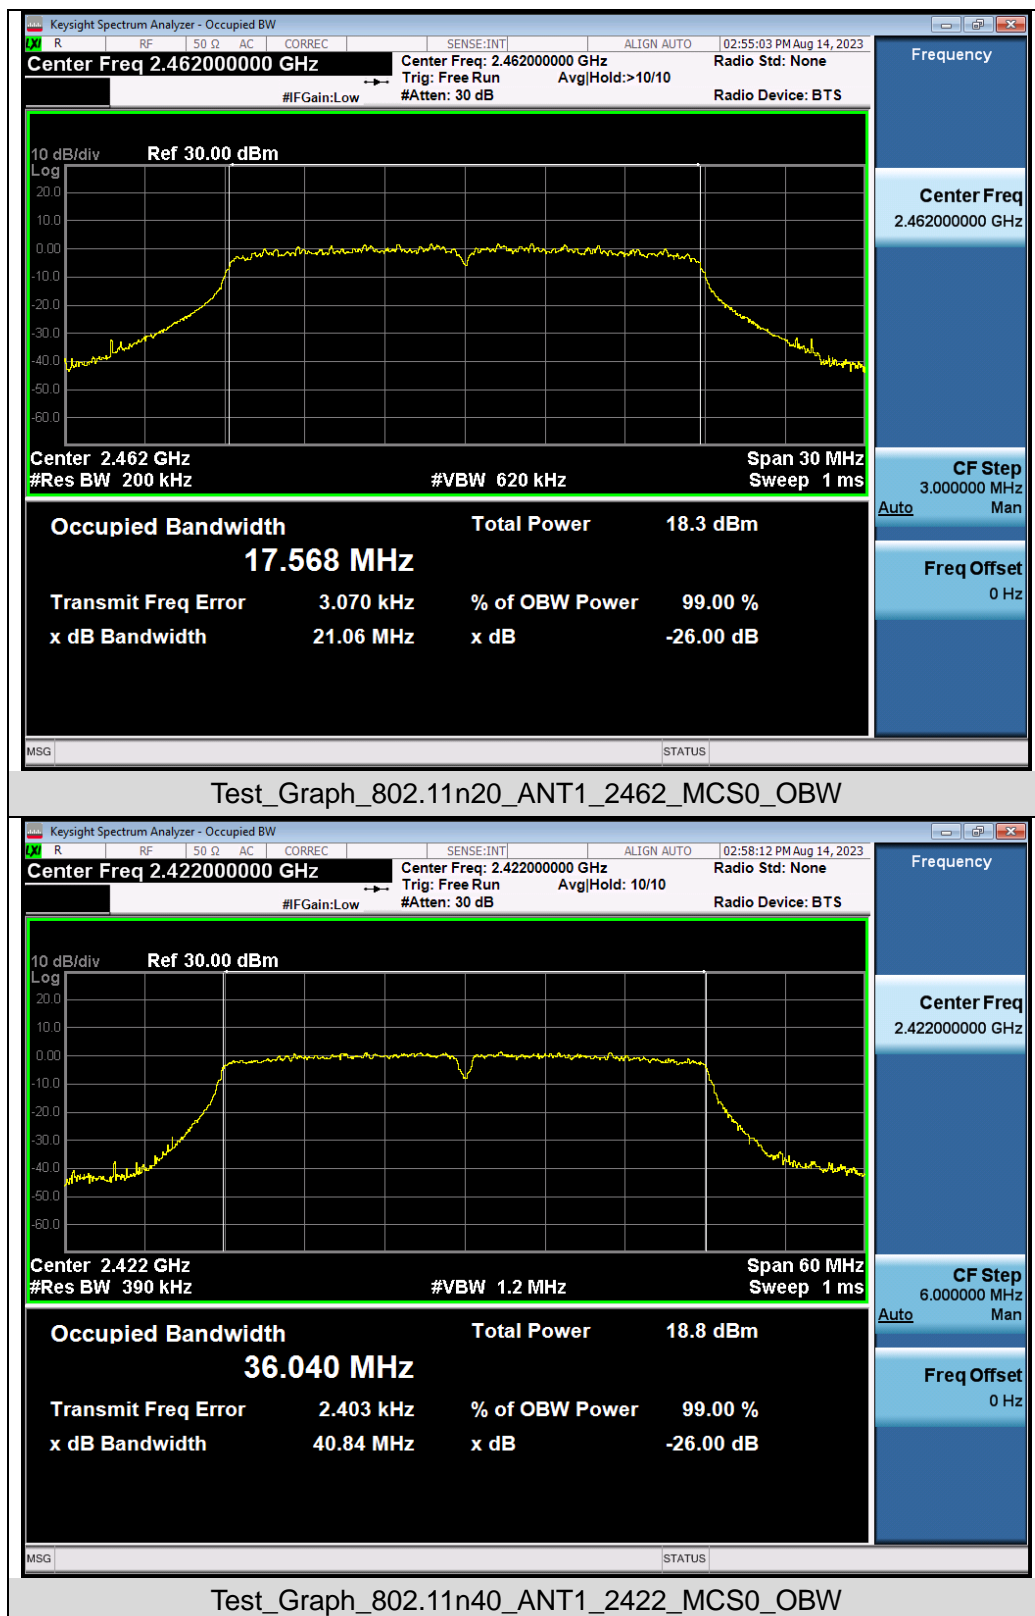 Keysight Spectrum Analyzer - Occupied BW
LXI R RF 50 Ω AC CORREC SENSE:INT ALIGN AUTO 02:55:03 PM Aug 14, 2023
Center Freq 2.462000000 GHz
Center Freq: 2.462000000 GHz
Radio Std: None
Trig: Free Run Avg|Hold:>10/10
#IFGain:Low
#Atten: 30 dB
Radio Device: BTS
Frequency
10 dB/div Ref 30.00 dBm
Log
20.0
10.0
0.00
-10.0
-20.0
-30.0
-40.0
-50.0
-60.0
Center 2.462 GHz Span 30 MHz
#Res BW 200 kHz #VBW 620 kHz Sweep 1 ms
Center Freq
2.462000000 GHz
CF Step
3.000000 MHz
Auto Man
Freq Offset
0 Hz
Occupied Bandwidth Total Power 18.3 dBm
17.568 MHz
Transmit Freq Error 3.070 kHz % of OBW Power 99.00 %
x dB Bandwidth 21.06 MHz x dB -26.00 dB
MSG STATUS
Test_Graph_802.11n20_ANT1_2462_MCS0_OBW
Keysight Spectrum Analyzer - Occupied BW
LXI R RF 50 Ω AC CORREC SENSE:INT ALIGN AUTO 02:58:12 PM Aug 14, 2023
Center Freq 2.422000000 GHz
Center Freq: 2.422000000 GHz
Radio Std: None
Trig: Free Run Avg|Hold: 10/10
#IFGain:Low
#Atten: 30 dB
Radio Device: BTS
Frequency
10 dB/div Ref 30.00 dBm
Log
20.0
10.0
0.00
-10.0
-20.0
-30.0
-40.0
-50.0
-60.0
Center 2.422 GHz Span 60 MHz
#Res BW 390 kHz #VBW 1.2 MHz Sweep 1 ms
Center Freq
2.422000000 GHz
CF Step
6.000000 MHz
Auto Man
Freq Offset
0 Hz
Occupied Bandwidth Total Power 18.8 dBm
36.040 MHz
Transmit Freq Error 2.403 kHz % of OBW Power 99.00 %
x dB Bandwidth 40.84 MHz x dB -26.00 dB
MSG STATUS
Test_Graph_802.11n40_ANT1_2422_MCS0_OBW